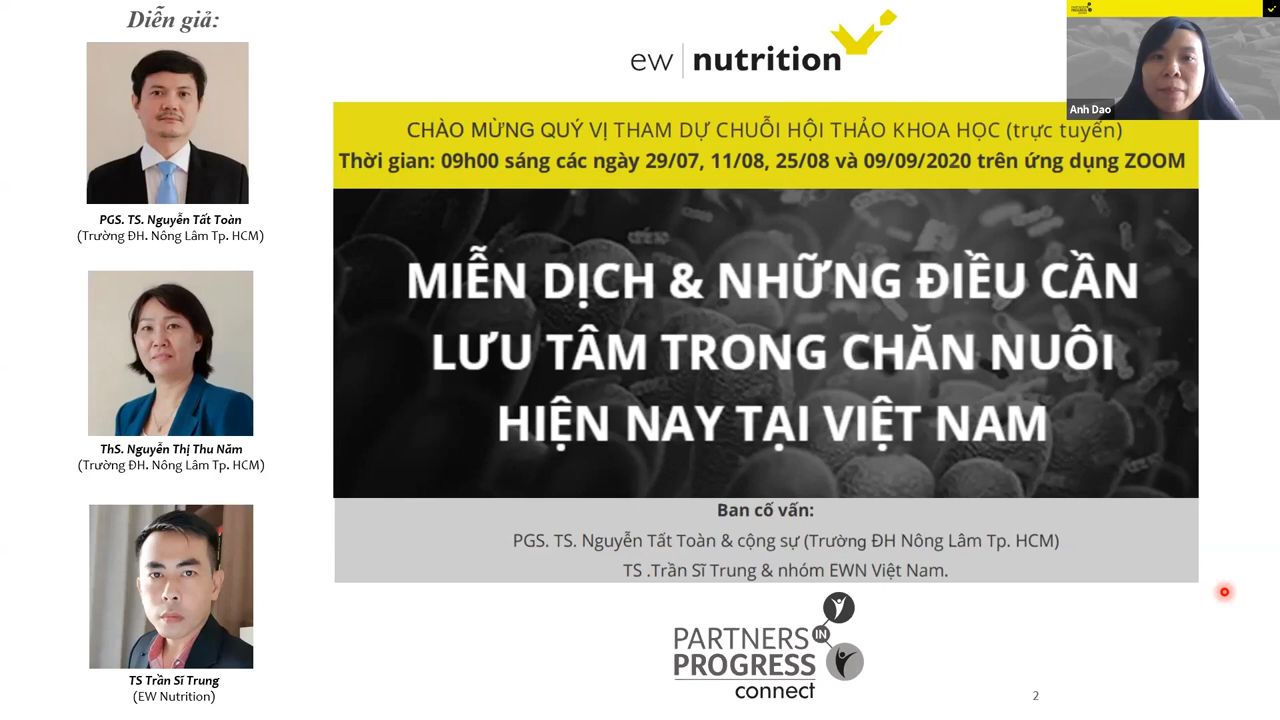 Diễn giả:
PGS. TS. Nguyễn Tất Toàn
(Trường ĐH. Nông Lâm Tp. HCM)
ThS. Nguyễn Thị Thu Năm
(Trường ĐH. Nông Lâm Tp. HCM)
TS Trần Sĩ Trung
(EW Nutrition)
ew | nutrition
CHÀO MỪNG QUÝ VỊ THAM DỰ CHUỖI HỘI THẢO KHOA HỌC (trực tuyến)
Thời gian: 09h00 sáng các ngày 29/07, 11/08, 25/08 và 09/09/2020 trên ứng dụng ZOOM
MIỄN DỊCH & NHỮNG ĐIỀU CẦN
LƯU TÂM TRONG CHĂN NUÔI
HIỆN NAY TẠI VIỆT NAM
Ban cố vấn:
PGS. TS. Nguyễn Tất Toàn & cộng sự (Trường ĐH Nông Lâm Tp. HCM)
TS .Trần Sĩ Trung & nhóm EWN Việt Nam.
PARTNERS IN
PROGRESS
connect
2
PARTNERS IN
PROGRESS
Anh Dao